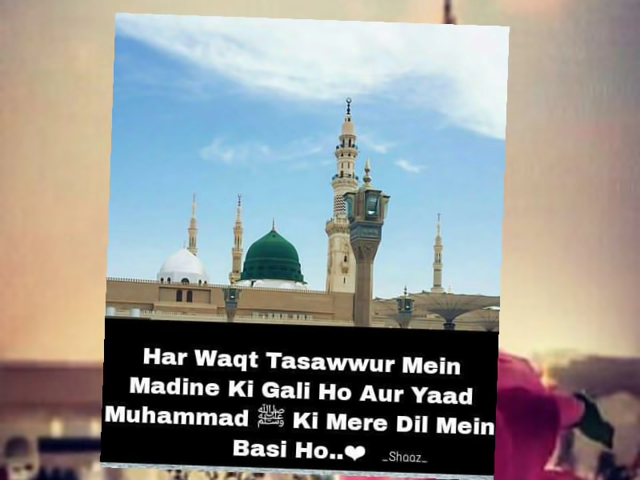 Har Waqt Tasawwur Mein
Madine Ki Gali Ho Aur Yaad
Muhammad ﷺ Ki Mere Dil Mein
Basi Ho..❤
_Shaaz_